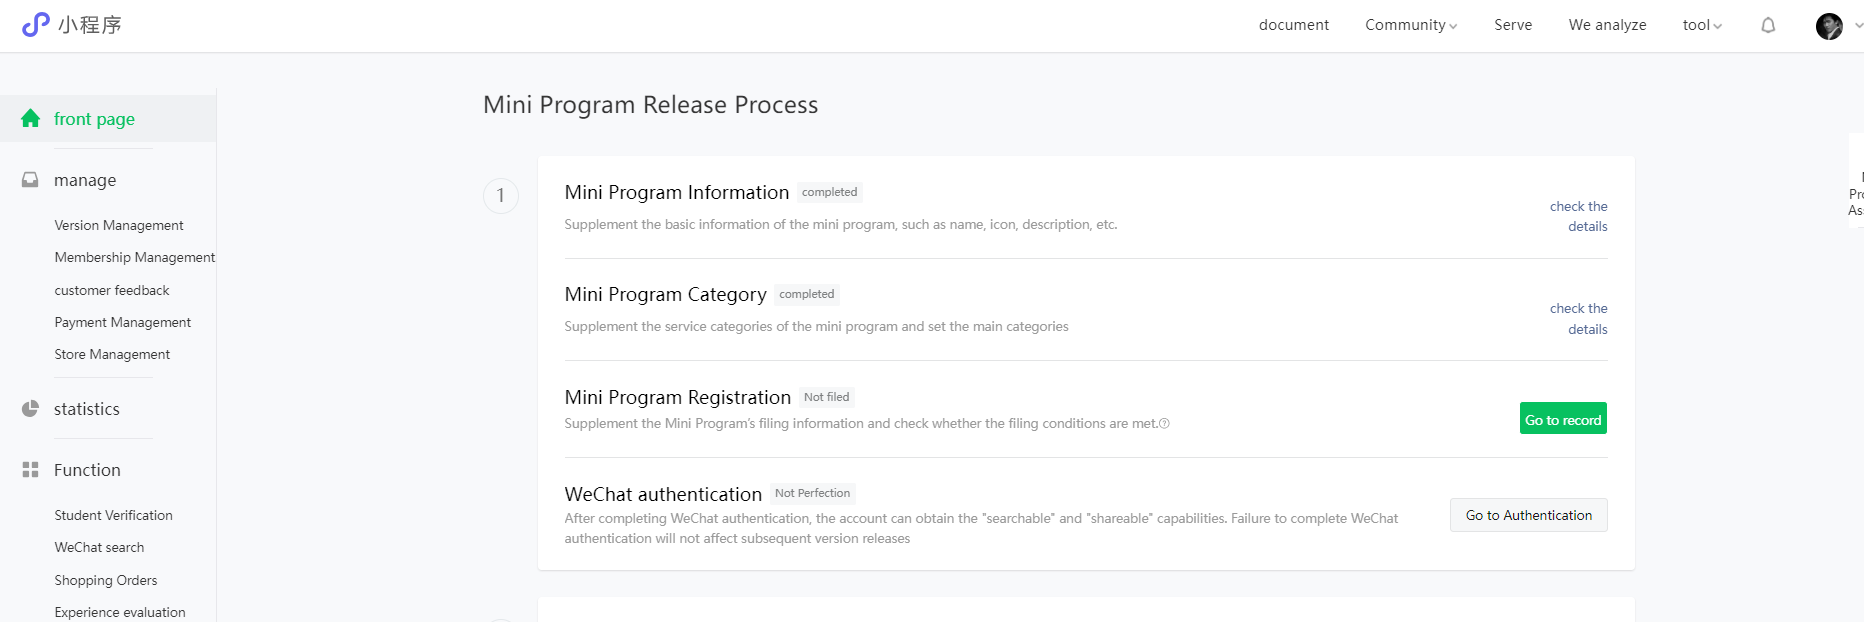 小程序
document
Community
Serve
We analyze
tool
front page
manage
Version Management
Membership Management
customer feedback
Payment Management
Store Management
statistics
Function
Student Verification
WeChat search
Shopping Orders
Experience evaluation
Mini Program Release Process
1
Mini Program Information completed
Supplement the basic information of the mini program, such as name, icon, description, etc.
check the
details
Mini Program Category completed
Supplement the service categories of the mini program and set the main categories
check the
details
Mini Program Registration Not filed
Supplement the Mini Program's filing information and check whether the filing conditions are met.
Go to record
WeChat authentication Not Perfection
After completing WeChat authentication, the account can obtain the "searchable" and "shareable" capabilities. Failure to complete WeChat
authentication will not affect subsequent version releases
Go to Authentication